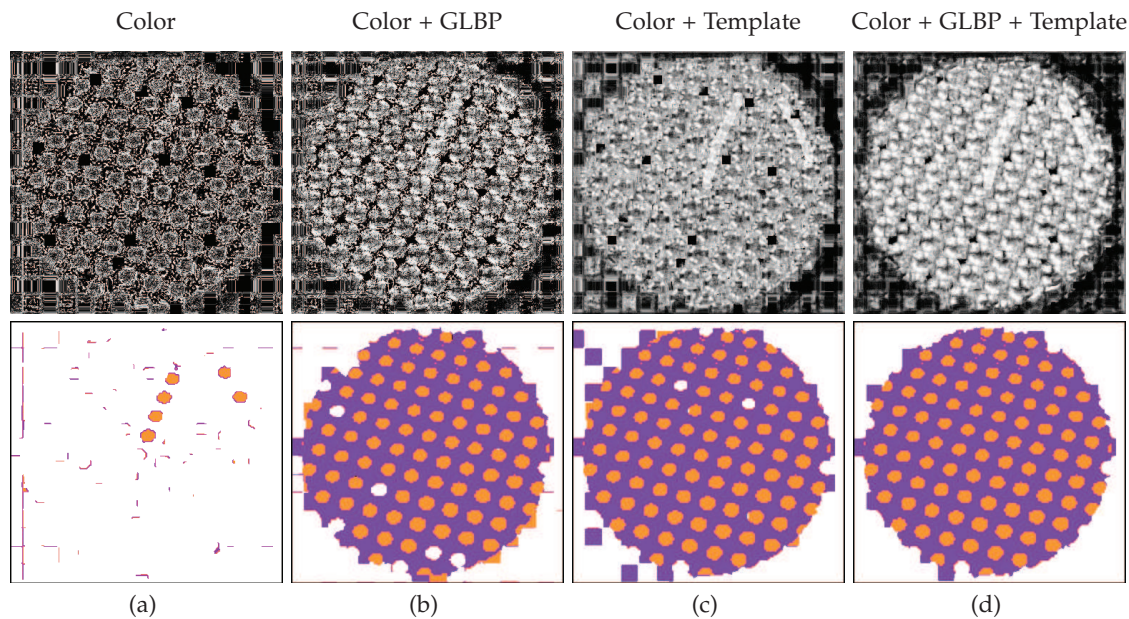 Color
Color + GLBP
Color + Template
Color + GLBP + Template
(a)
(b)
(c)
(d)